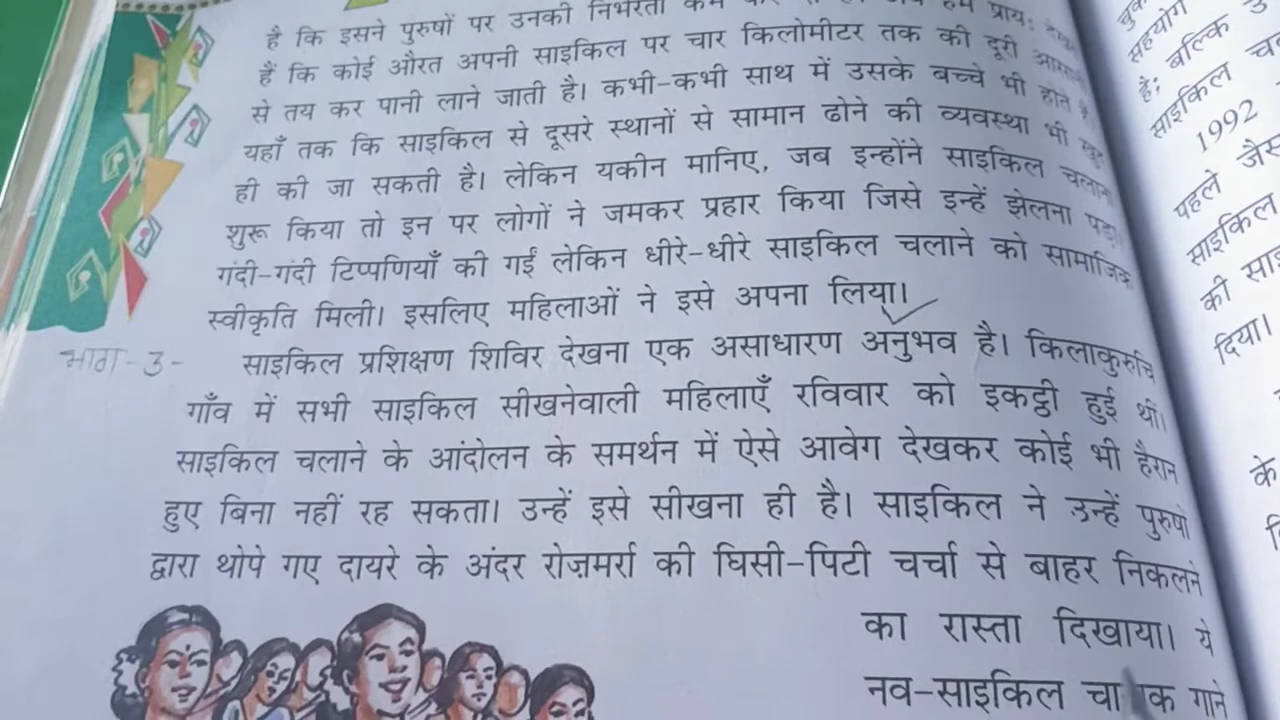 है कि इसने पुरुषों पर उनकी निर्भरता कम हम प्रायः
हैं कि कोई औरत अपनी साइकिल पर चार किलोमीटर तक की दूरी
से तय कर पानी लाने जाती है। कभी-कभी साथ में उसके बच्चे भी होते
यहाँ तक कि साइकिल से दूसरे स्थानों से सामान ढोने की व्यवस्था भी खुद
ही की जा सकती है। लेकिन यकीन मानिए, जब इन्होंने साइकिल चलाना
शुरू किया तो इन पर लोगों ने जमकर प्रहार किया जिसे इन्हें झेलना पड़ा।
गंदी-गंदी टिप्पणियाँ की गईं लेकिन धीरे-धीरे साइकिल चलाने को सामाजिक
स्वीकृति मिली। इसलिए महिलाओं ने इसे अपना लिया।
भाग-3- साइकिल प्रशिक्षण शिविर देखना एक असाधारण अनुभव है। किलाकुरुचि
गाँव में सभी साइकिल सीखनेवाली महिलाएँ रविवार को इकट्ठी हुई थीं।
साइकिल चलाने के आंदोलन के समर्थन में ऐसे आवेग देखकर कोई भी हैरान
हुए बिना नहीं रह सकता। उन्हें इसे सीखना ही है। साइकिल ने उन्हें पुरुषों
द्वारा थोपे गए दायरे के अंदर रोज़मर्रा की घिसी-पिटी चर्चा से बाहर निकलने
का रास्ता दिखाया। ये
नव-साइकिल गाने
सहयोग
है; बल्कि
साइकिल
1992
पहले जैस
साइकिल
की
दिया।
के